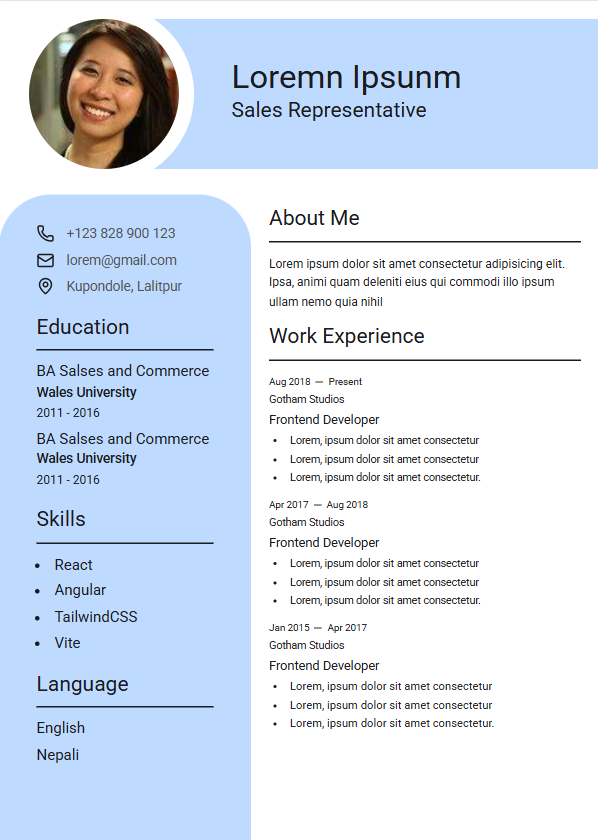 Loremn Ipsunm
Sales Representative
+123 828 900 123
lorem@gmail.com
Kupondole, Lalitpur
Education
BA Salses and Commerce
Wales University
2011 - 2016
BA Salses and Commerce
Wales University
2011 - 2016
Skills
• React
• Angular
• TailwindCSS
• Vite
Language
English
Nepali
About Me
Lorem ipsum dolor sit amet consectetur adipisicing elit.
Ipsa, animi quam deleniti eius qui commodi illo ipsum
ullam nemo quia nihil
Work Experience
Aug 2018 — Present
Gotham Studios
Frontend Developer
• Lorem, ipsum dolor sit amet consectetur
• Lorem, ipsum dolor sit amet consectetur
• Lorem, ipsum dolor sit amet consectetur.
Apr 2017 — Aug 2018
Gotham Studios
Frontend Developer
• Lorem, ipsum dolor sit amet consectetur
• Lorem, ipsum dolor sit amet consectetur
• Lorem, ipsum dolor sit amet consectetur.
Jan 2015 — Apr 2017
Gotham Studios
Frontend Developer
• Lorem, ipsum dolor sit amet consectetur
• Lorem, ipsum dolor sit amet consectetur
• Lorem, ipsum dolor sit amet consectetur.